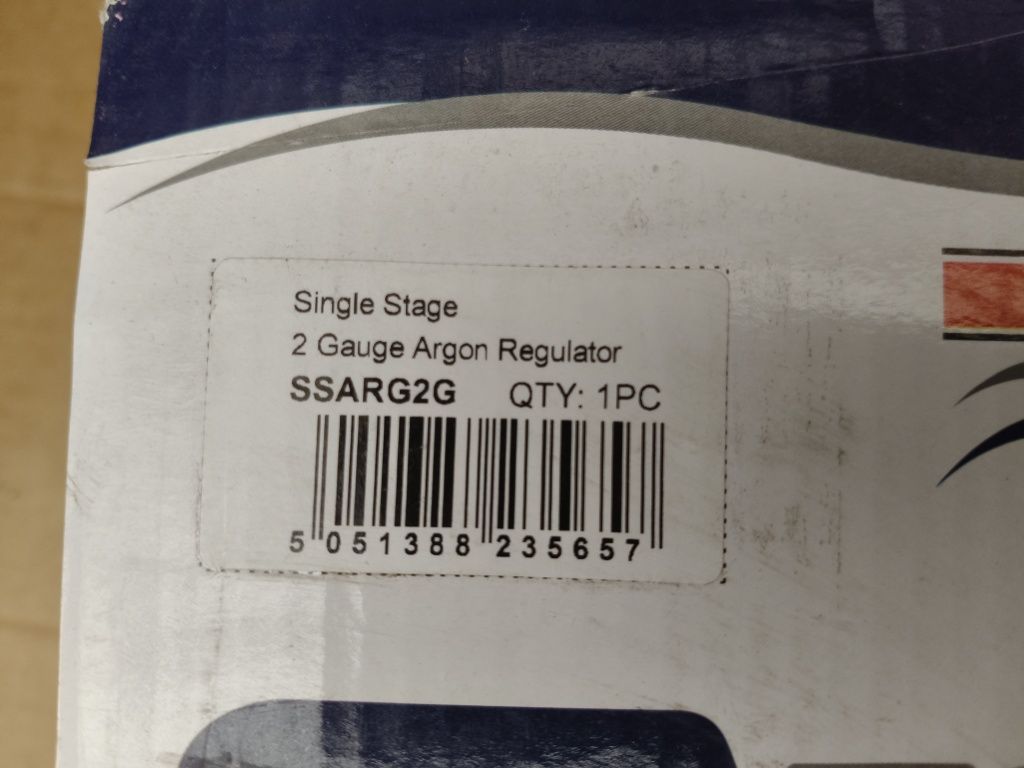 Single Stage
2 Gauge Argon Regulator
SSARG2G QTY: 1PC
5 051388 235657